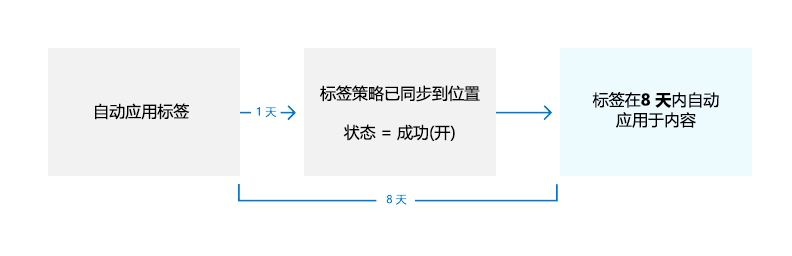 自动应用标签
1 天
标签策略已同步到位置
状态 = 成功(开)
标签在8 天内自动
应用于内容
8 天